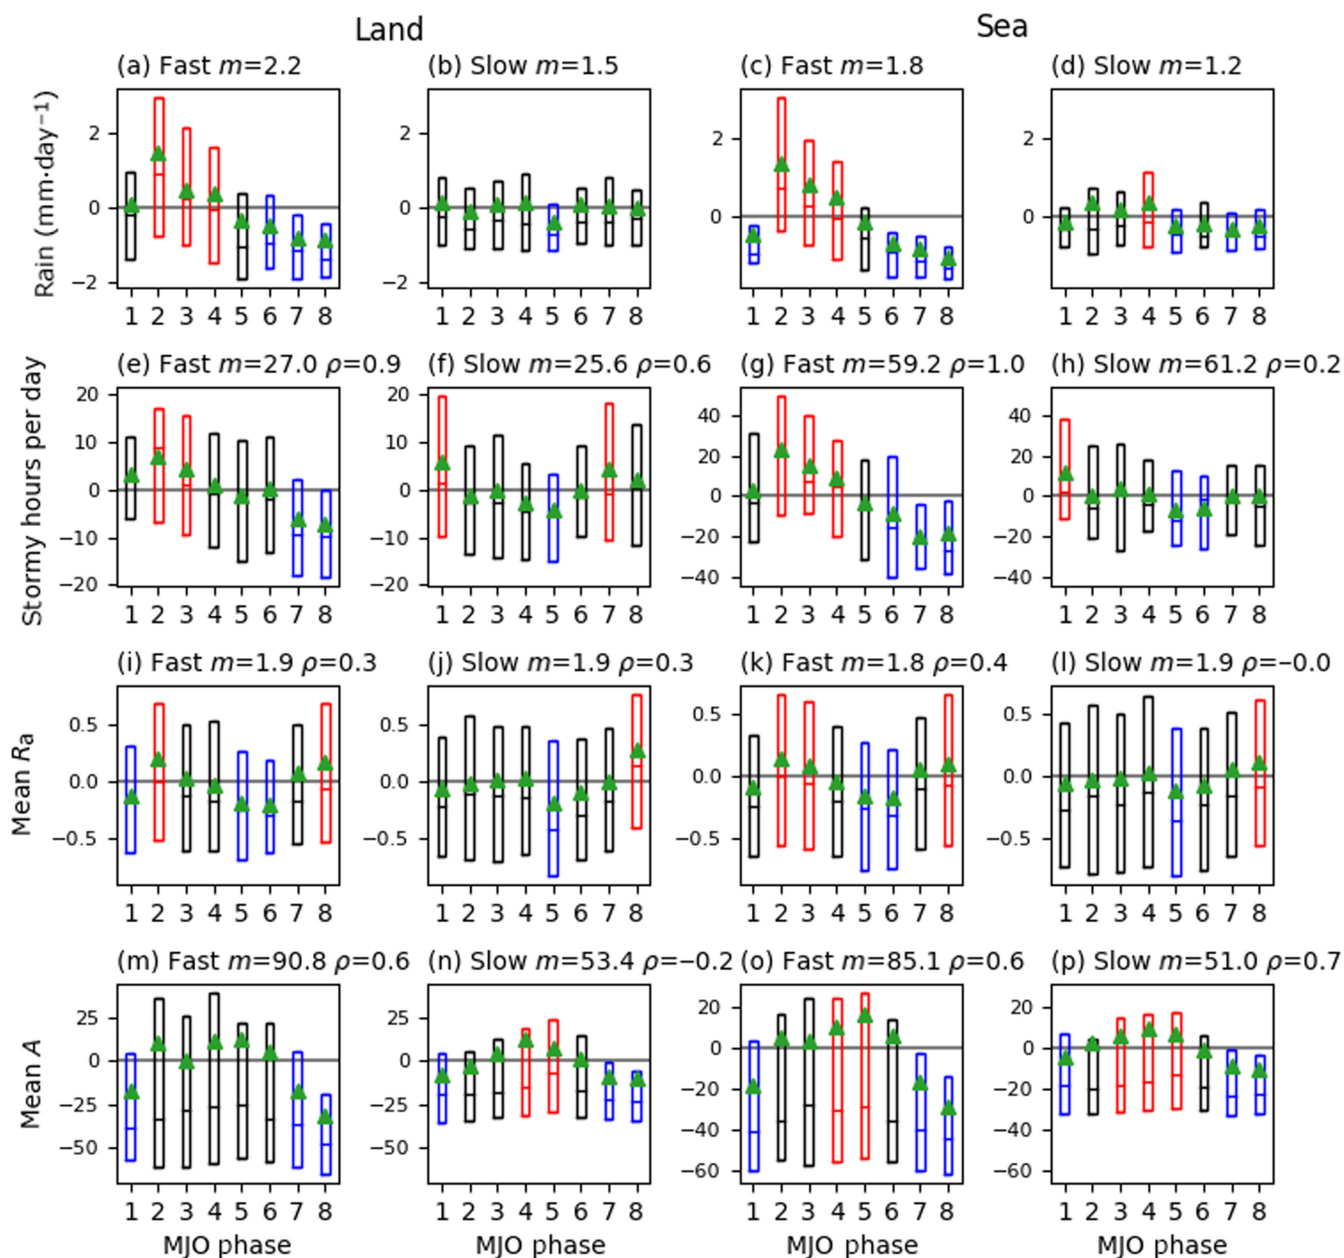 Land Sea
(a) Fast m=2.2 (b) Slow m=1.5 (c) Fast m=1.8 (d) Slow m=1.2
Rain (mm·day⁻¹)
2 2 2 2
0 0 0 0
−2 −2
1 2 3 4 5 6 7 8 1 2 3 4 5 6 7 8 1 2 3 4 5 6 7 8 1 2 3 4 5 6 7 8
(e) Fast m=27.0 ρ=0.9 (f) Slow m=25.6 ρ=0.6 (g) Fast m=59.2 ρ=1.0 (h) Slow m=61.2 ρ=0.2
Stormy hours per day
20 20 40 40
10 10 20 20
0 0 0 0
−10 −10 −20 −20
−20 −20 −40 −40
1 2 3 4 5 6 7 8 1 2 3 4 5 6 7 8 1 2 3 4 5 6 7 8 1 2 3 4 5 6 7 8
(i) Fast m=1.9 ρ=0.3 (j) Slow m=1.9 ρ=0.3 (k) Fast m=1.8 ρ=0.4 (l) Slow m=1.9 ρ=−0.0
Mean Ra
0.5 0.5 0.5 0.5
0.0 0.0 0.0 0.0
−0.5 −0.5 −0.5 −0.5
1 2 3 4 5 6 7 8 1 2 3 4 5 6 7 8 1 2 3 4 5 6 7 8 1 2 3 4 5 6 7 8
(m) Fast m=90.8 ρ=0.6 (n) Slow m=53.4 ρ=−0.2 (o) Fast m=85.1 ρ=0.6 (p) Slow m=51.0 ρ=0.7
Mean A
25 25 20 20
0 0 0 0
−25 −25 −20 −20
−50 −50 −40 −40
−60 −60
1 2 3 4 5 6 7 8 1 2 3 4 5 6 7 8 1 2 3 4 5 6 7 8 1 2 3 4 5 6 7 8
MJO phase MJO phase MJO phase MJO phase